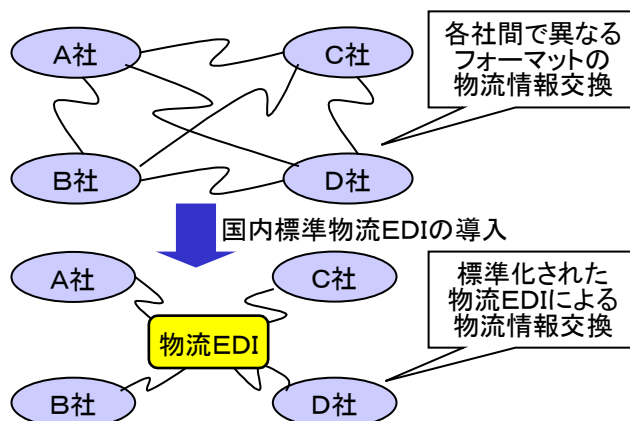 A社
C社
各社間で異なる
フォーマットの
物流情報交換
B社
D社
国内標準物流EDIの導入
A社
C社
標準化された
物流EDIによる
物流情報交換
物流EDI
B社
D社